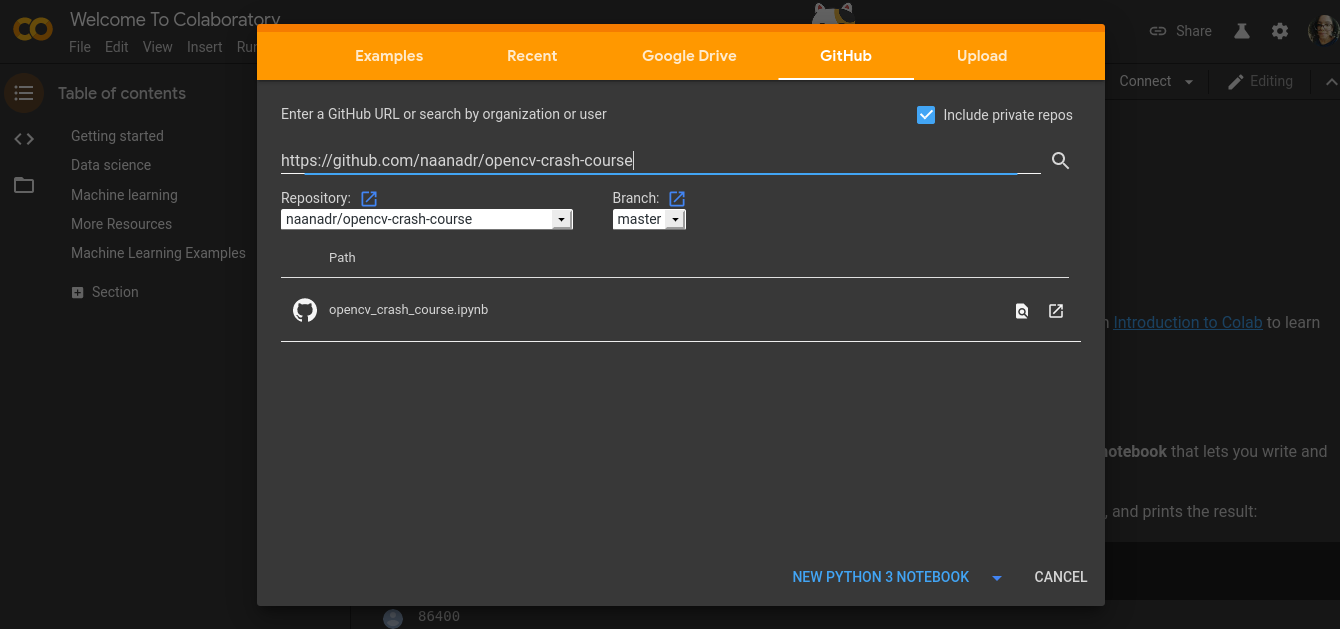 Welcome To Colaboratory
File Edit View Insert Run
Share
Connect
Editing
Table of contents
Getting started
Data science
Machine learning
More Resources
Machine Learning Examples
Section
Examples Recent Google Drive GitHub Upload
Enter a GitHub URL or search by organization or user
Include private repos
https://github.com/naanadr/opencv-crash-course
Repository: Branch:
naanadr/opencv-crash-course master
Path
opencv_crash_course.ipynb
NEW PYTHON 3 NOTEBOOK CANCEL
Introduction to Colab to learn
notebook that lets you write and
, and prints the result:
86400